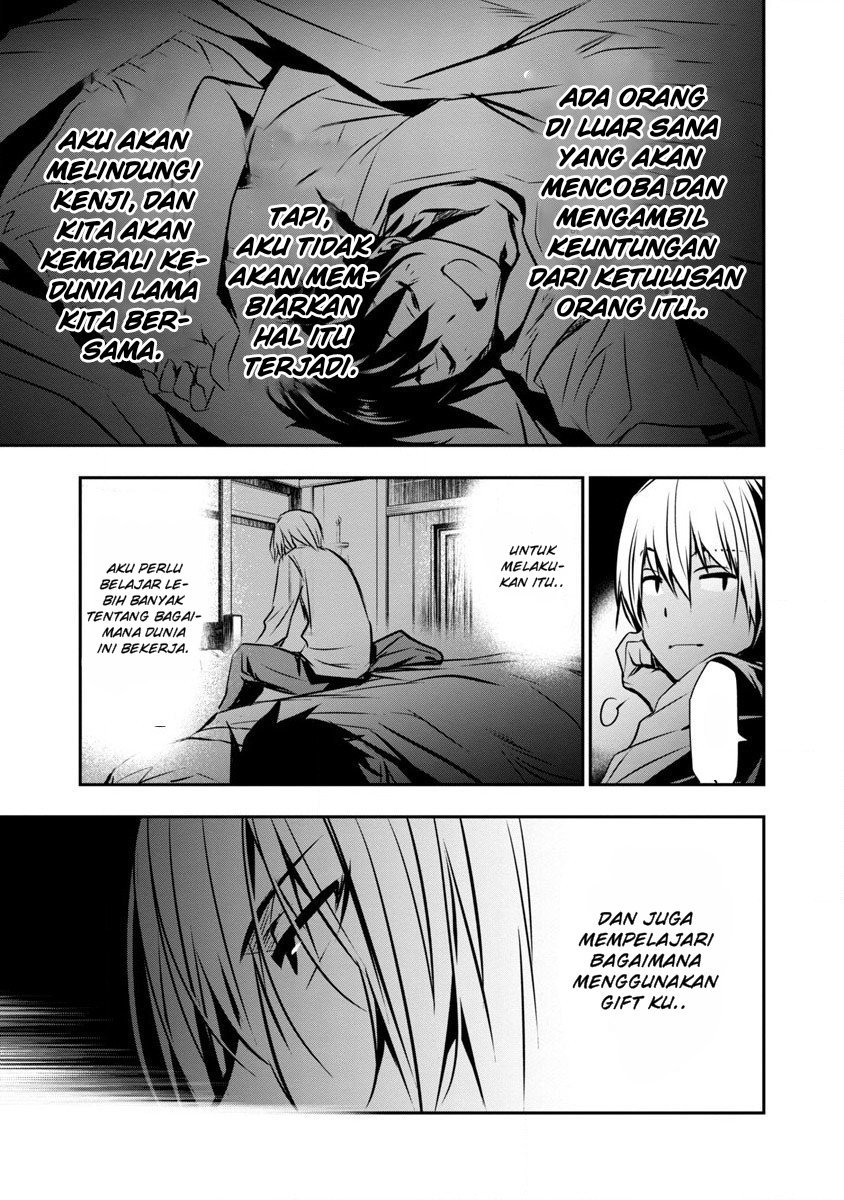 ADA ORANG
DI LUAR SANA
YANG AKAN
MENCOBA DAN
MENGAMBIL
KEUNTUNGAN
DARI KETULUSAN
ORANG ITU..
TAPI,
AKU TIDAK
AKAN MEM-
BIARKAN
HAL ITU
TERJADI.
AKU AKAN
MELINDUNGI
KENJI, DAN
KITA AKAN
KEMBALI KE-
DUNIA LAMA
KITA BER-
SAMA.
UNTUK
MELAKU-
KAN ITU..
AKU PERLU
BELAJAR LE-
BIH BANYAK
TENTANG BAGAI-
MANA DUNIA
INI BEKERJA.
DAN JUGA
MEMPELAJARI
BAGAIMANA
MENGGUNAKAN
GIFT KU..